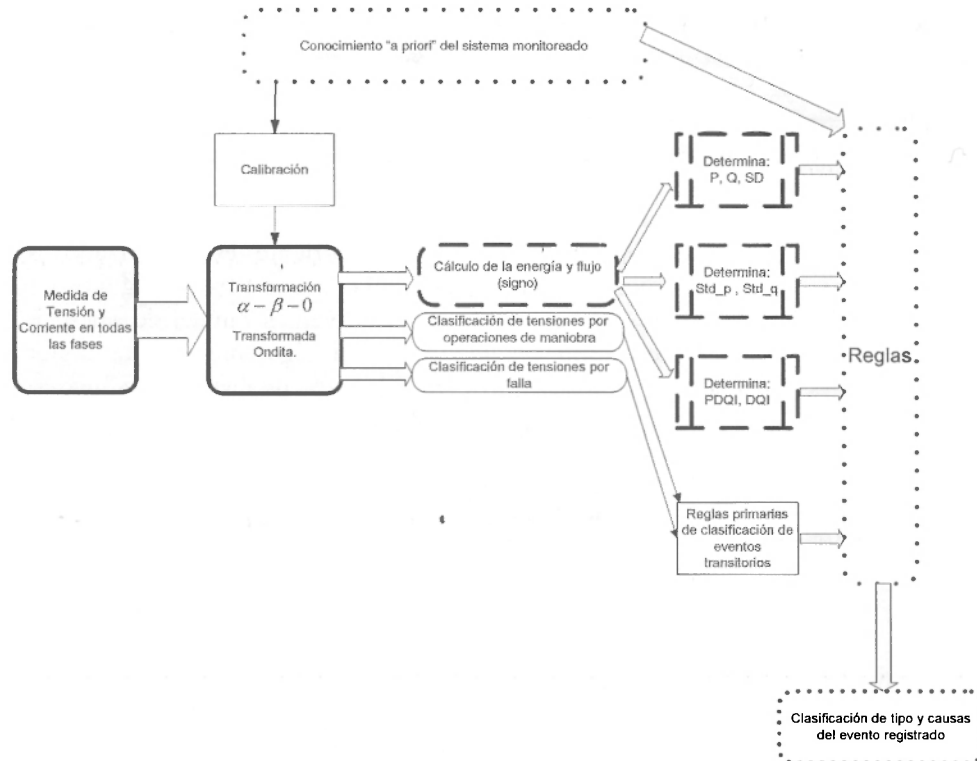 Conocimiento "a priori" del sistema monitoreado
Calibración
Medida de
Tensión y
Corriente en todas
las fases
Transformación
α − β − 0
Transformada
Ondita.
Cálculo de la energía y flujo
(signo)
Clasificación de tensiones por
operaciones de maniobra
Clasificación de tensiones por
falla
Determina:
P, Q, SD
Determina:
Std_p , Std_q
Determina:
PDQI, DQI
Reglas primarias
de clasificación de
eventos
transitorios
Reglas
Clasificación de tipo y causas
del evento registrado